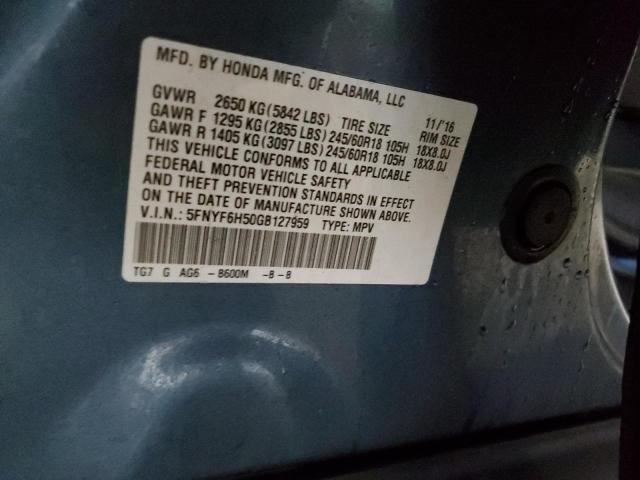 MFD. BY HONDA MFG. OF ALABAMA, LLC
GVWR 2650 KG (5842 LBS) TIRE SIZE 11/'16 RIM SIZE
GAWR F 1295 KG (2855 LBS) 245/60R18 105H 18X8.0J
GAWR R 1405 KG (3097 LBS) 245/60R18 105H 18X8.0J
THIS VEHICLE CONFORMS TO ALL APPLICABLE
FEDERAL MOTOR VEHICLE SAFETY
AND THEFT PREVENTION STANDARDS IN EFFECT
ON THE DATE OF MANUFACTURE SHOWN ABOVE.
V.I.N.: 5FNYF6H50GB127959 TYPE: MPV
TG7 G AG6 - B600M -B - B